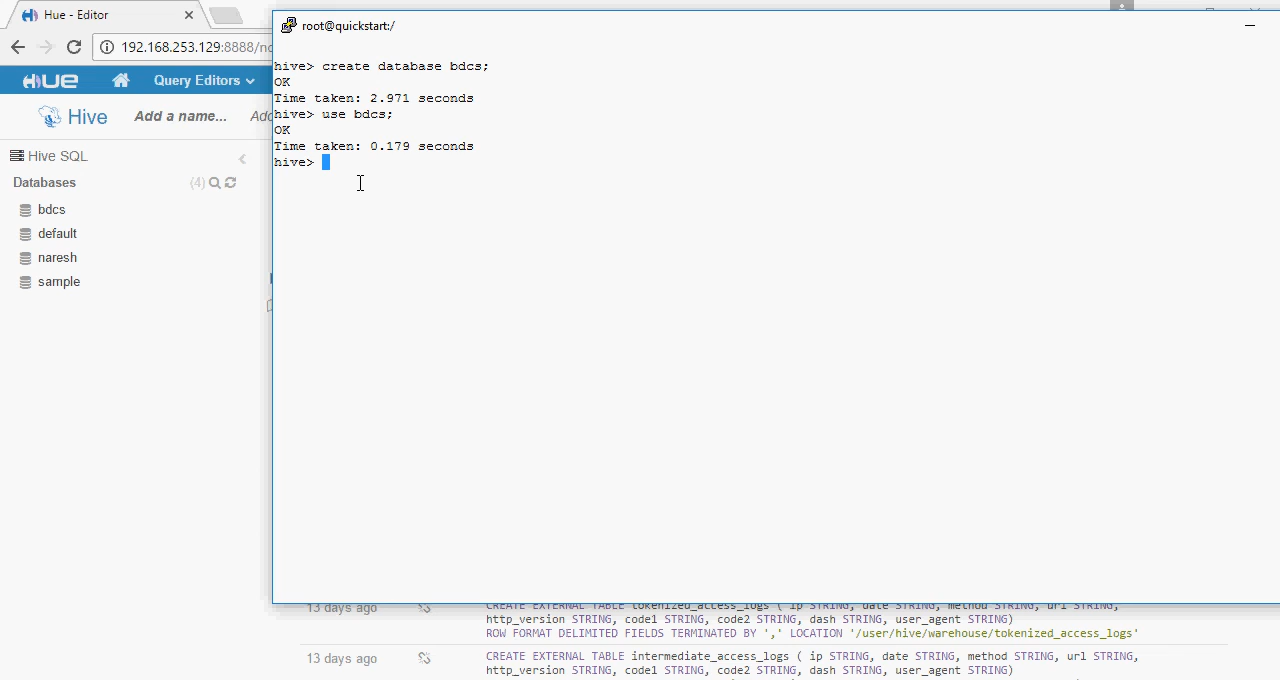 Hue - Editor
root@quickstart:/
192.168.253.129:8888/no
HUE
Query Editors
Hive
Add a name...
Hive SQL
Databases
(4)
bdcs
default
naresh
sample
hive> create database bdcs;
OK
Time taken: 2.971 seconds
hive> use bdcs;
OK
Time taken: 0.179 seconds
hive>
13 days ago
CREATE EXTERNAL TABLE tokenized_access_logs ( ip STRING, date STRING, method STRING, url STRING,
http_version STRING, code1 STRING, code2 STRING, dash STRING, user_agent STRING)
ROW FORMAT DELIMITED FIELDS TERMINATED BY ',' LOCATION '/user/hive/warehouse/tokenized_access_logs'
13 days ago
CREATE EXTERNAL TABLE intermediate_access_logs ( ip STRING, date STRING, method STRING, url STRING,
http_version STRING, code1 STRING, code2 STRING, dash STRING, user_agent STRING)